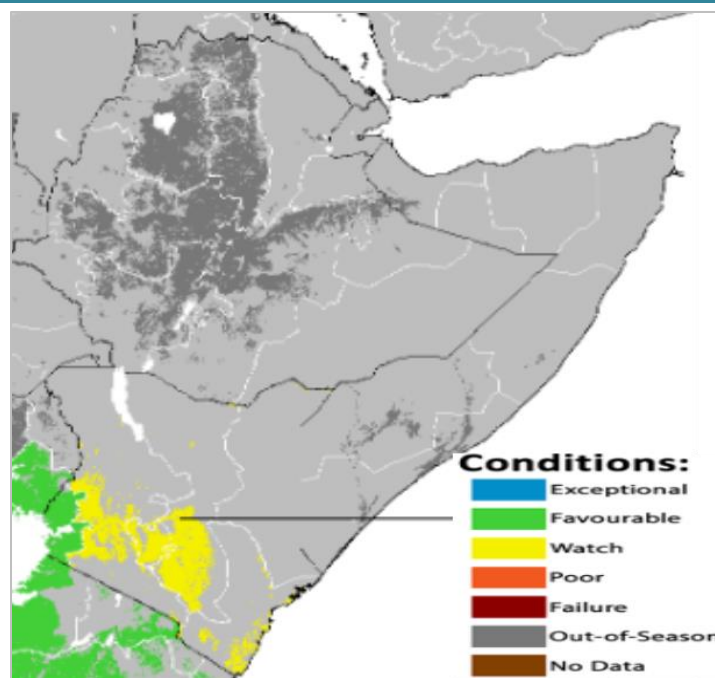 Conditions:
Exceptional
Favourable
Watch
Poor
Failure
Out-of-Season
No Data